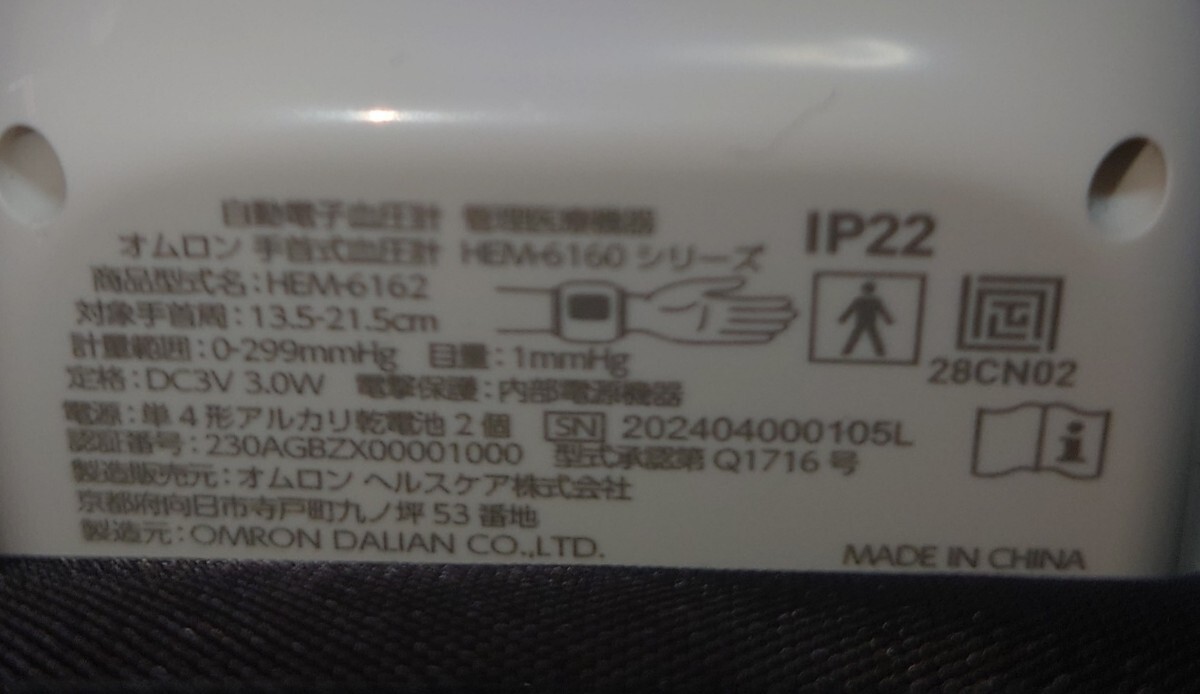 自動電子血圧計 管理医療機器
オムロン 手首式血圧計 HEM-6160 シリーズ
IP22
商品型式名:HEM-6162
対象手首周:13.5-21.5cm
計量範囲:0-299mmHg 目量:1mmHg
28CN02
定格:DC3V 3.0W 電撃保護:内部電源機器
電源:単4形アルカリ乾電池2個 SN 202404000105L
認証番号:230AGBZX00001000 型式承認第Q1716号
製造販売元:オムロン ヘルスケア株式会社
京都府向日市寺戸町九ノ坪53番地
製造元:OMRON DALIAN CO.,LTD.
MADE IN CHINA